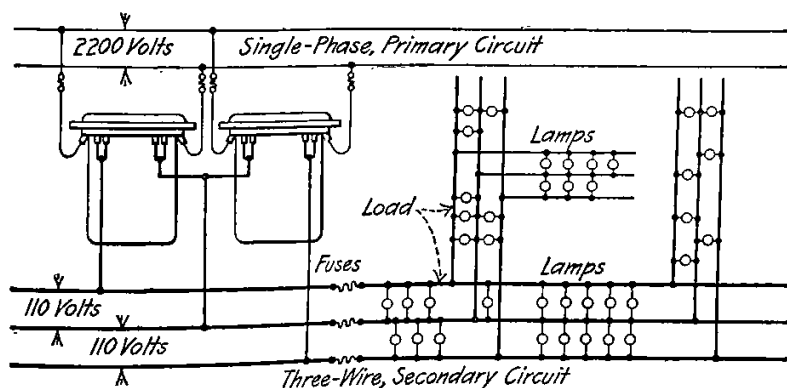 2200 Volts
Single-Phase, Primary Circuit
Lamps
Load
Fuses
Lamps
110 Volts
110 Volts
Three-Wire, Secondary Circuit